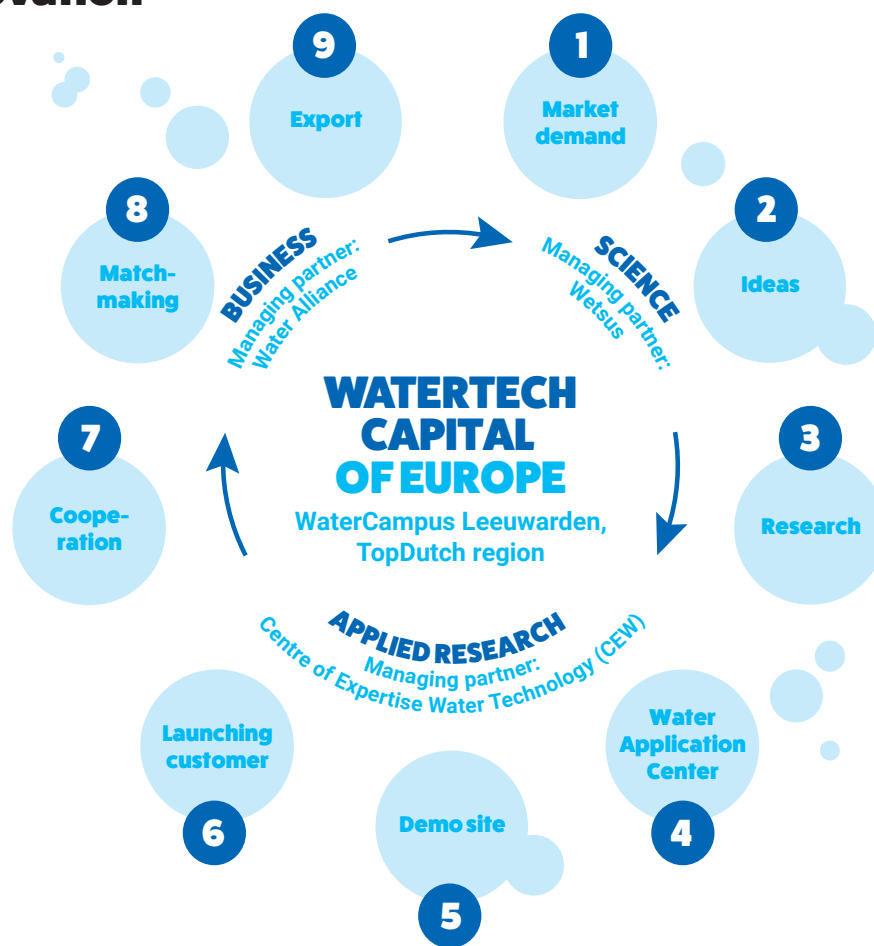 9
Export
1
Market
demand
8
Match-
making
2
Ideas
BUSINESS
Managing partner:
Water Alliance
SCIENCE
Managing partner:
Wetsus
WATERTECH
CAPITAL
OF EUROPE
WaterCampus Leeuwarden,
TopDutch region
7
Coope-
ration
3
Research
APPLIED RESEARCH
Managing partner:
Centre of Expertise Water Technology (CEW)
Launching
customer
6
Demo site
5
Water
Application
Center
4